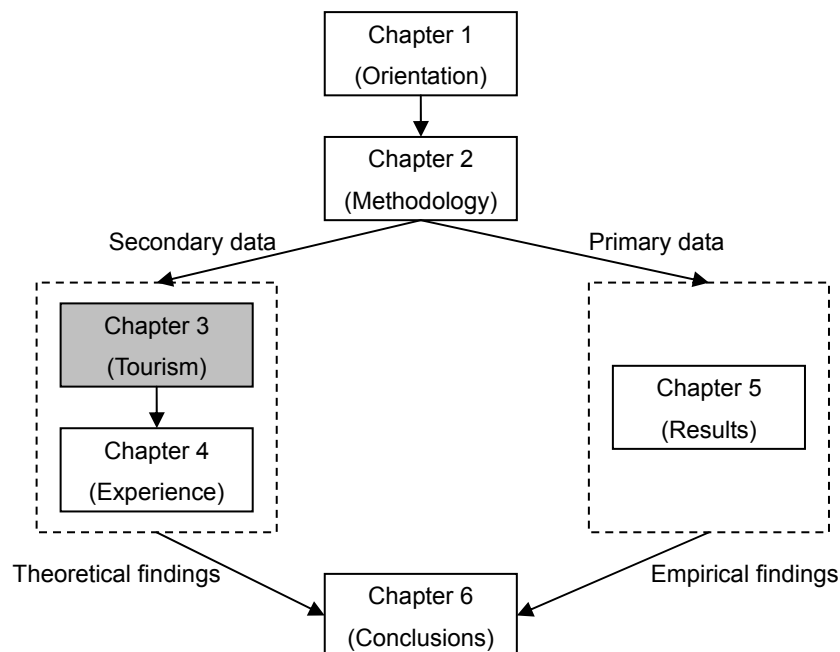 Chapter 1
(Orientation)
Chapter 2
(Methodology)
Secondary data
Primary data
Chapter 3
(Tourism)
Chapter 4
(Experience)
Chapter 5
(Results)
Theoretical findings
Empirical findings
Chapter 6
(Conclusions)